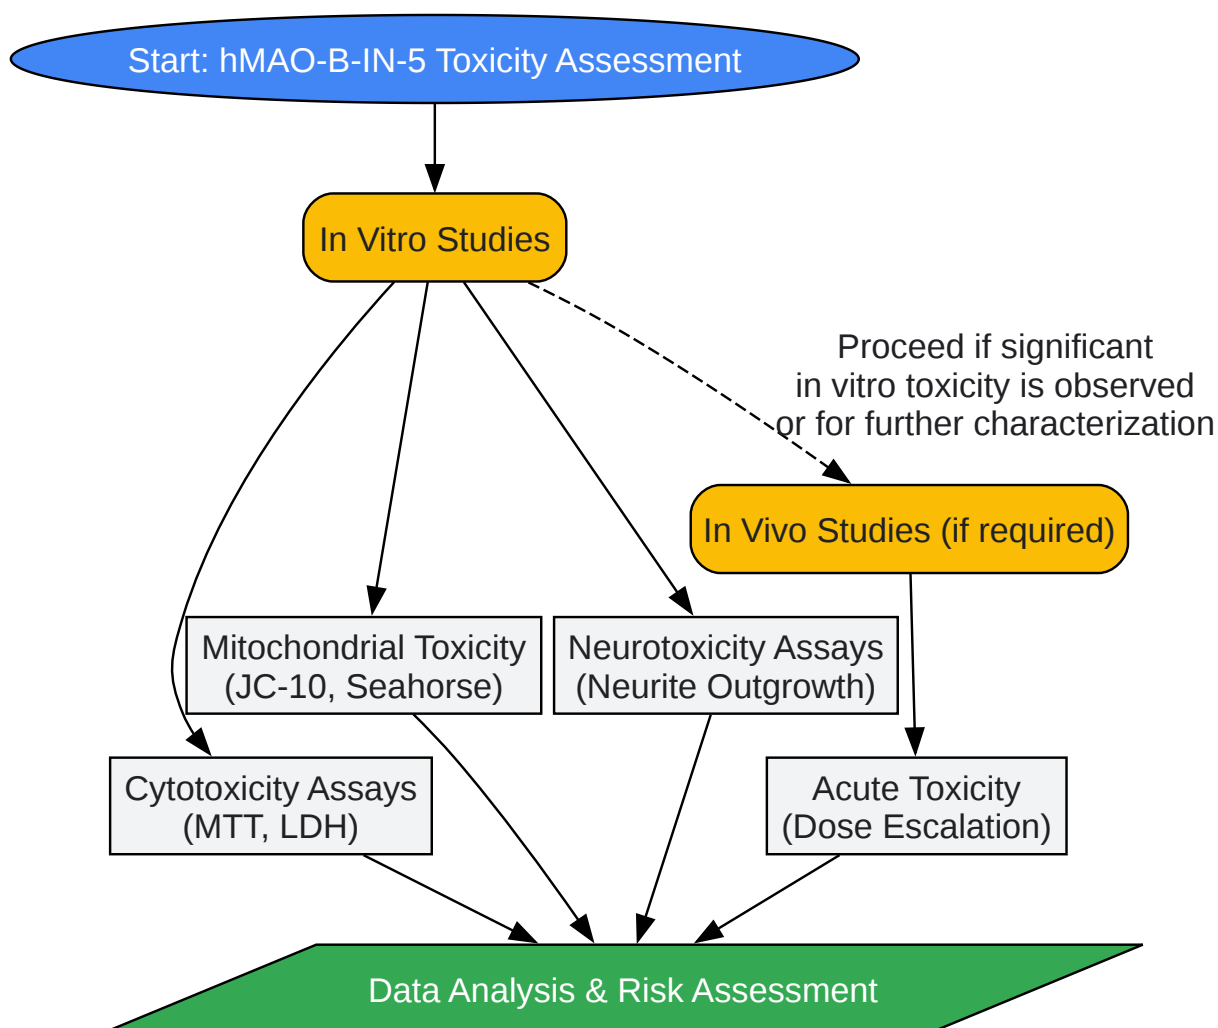 Start: hMAO-B-IN-5 Toxicity Assessment
In Vitro Studies
Proceed if significant
in vitro toxicity is observed
or for further characterization
In Vivo Studies (if required)
Mitochondrial Toxicity
(JC-10, Seahorse)
Neurotoxicity Assays
(Neurite Outgrowth)
Cytotoxicity Assays
(MTT, LDH)
Acute Toxicity
(Dose Escalation)
Data Analysis & Risk Assessment